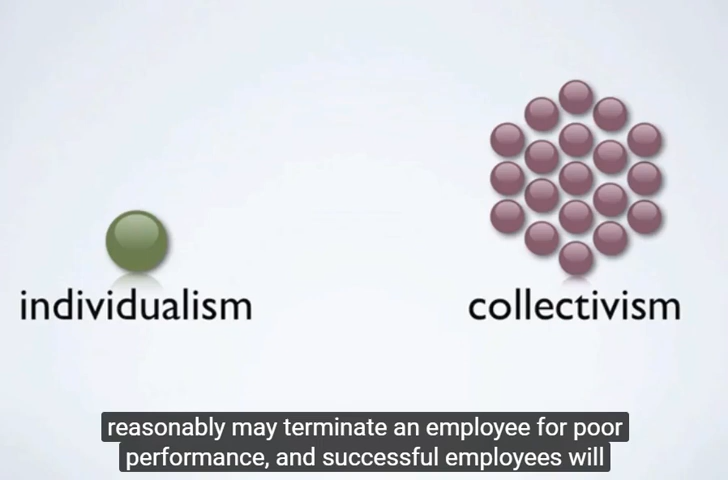 individualism
collectivism
reasonably may terminate an employee for poor
performance, and successful employees will